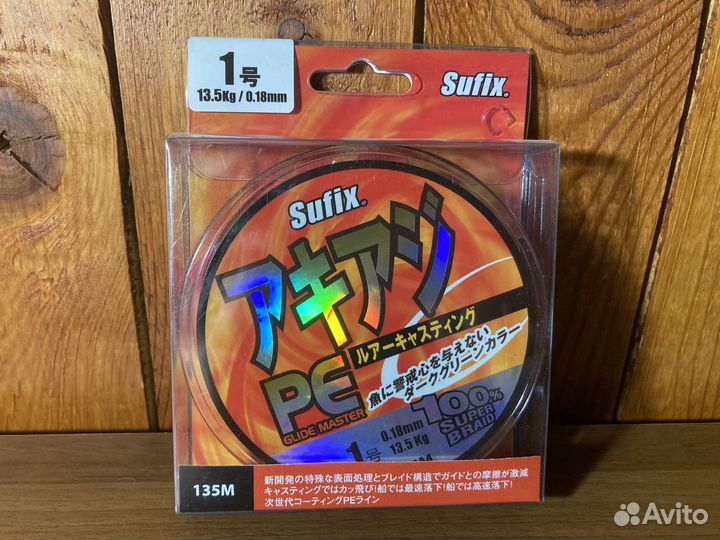 1号
13.5Kg / 0.18mm
Sufix®
Sufix®
アキアジ
ルアーキャスティング
PE
GLIDE MASTER
魚に警戒心を与えない
ダークグリーンカラー
100%
SUPER
BRAID
1号
0.18mm
13.5 Kg
135M
新開発の特殊な表面処理とブレイド構造でガイドとの摩擦が激減
キャスティングではカッ飛び!船では最速落下!船では高速落下!
次世代コーティングPEライン
Avito